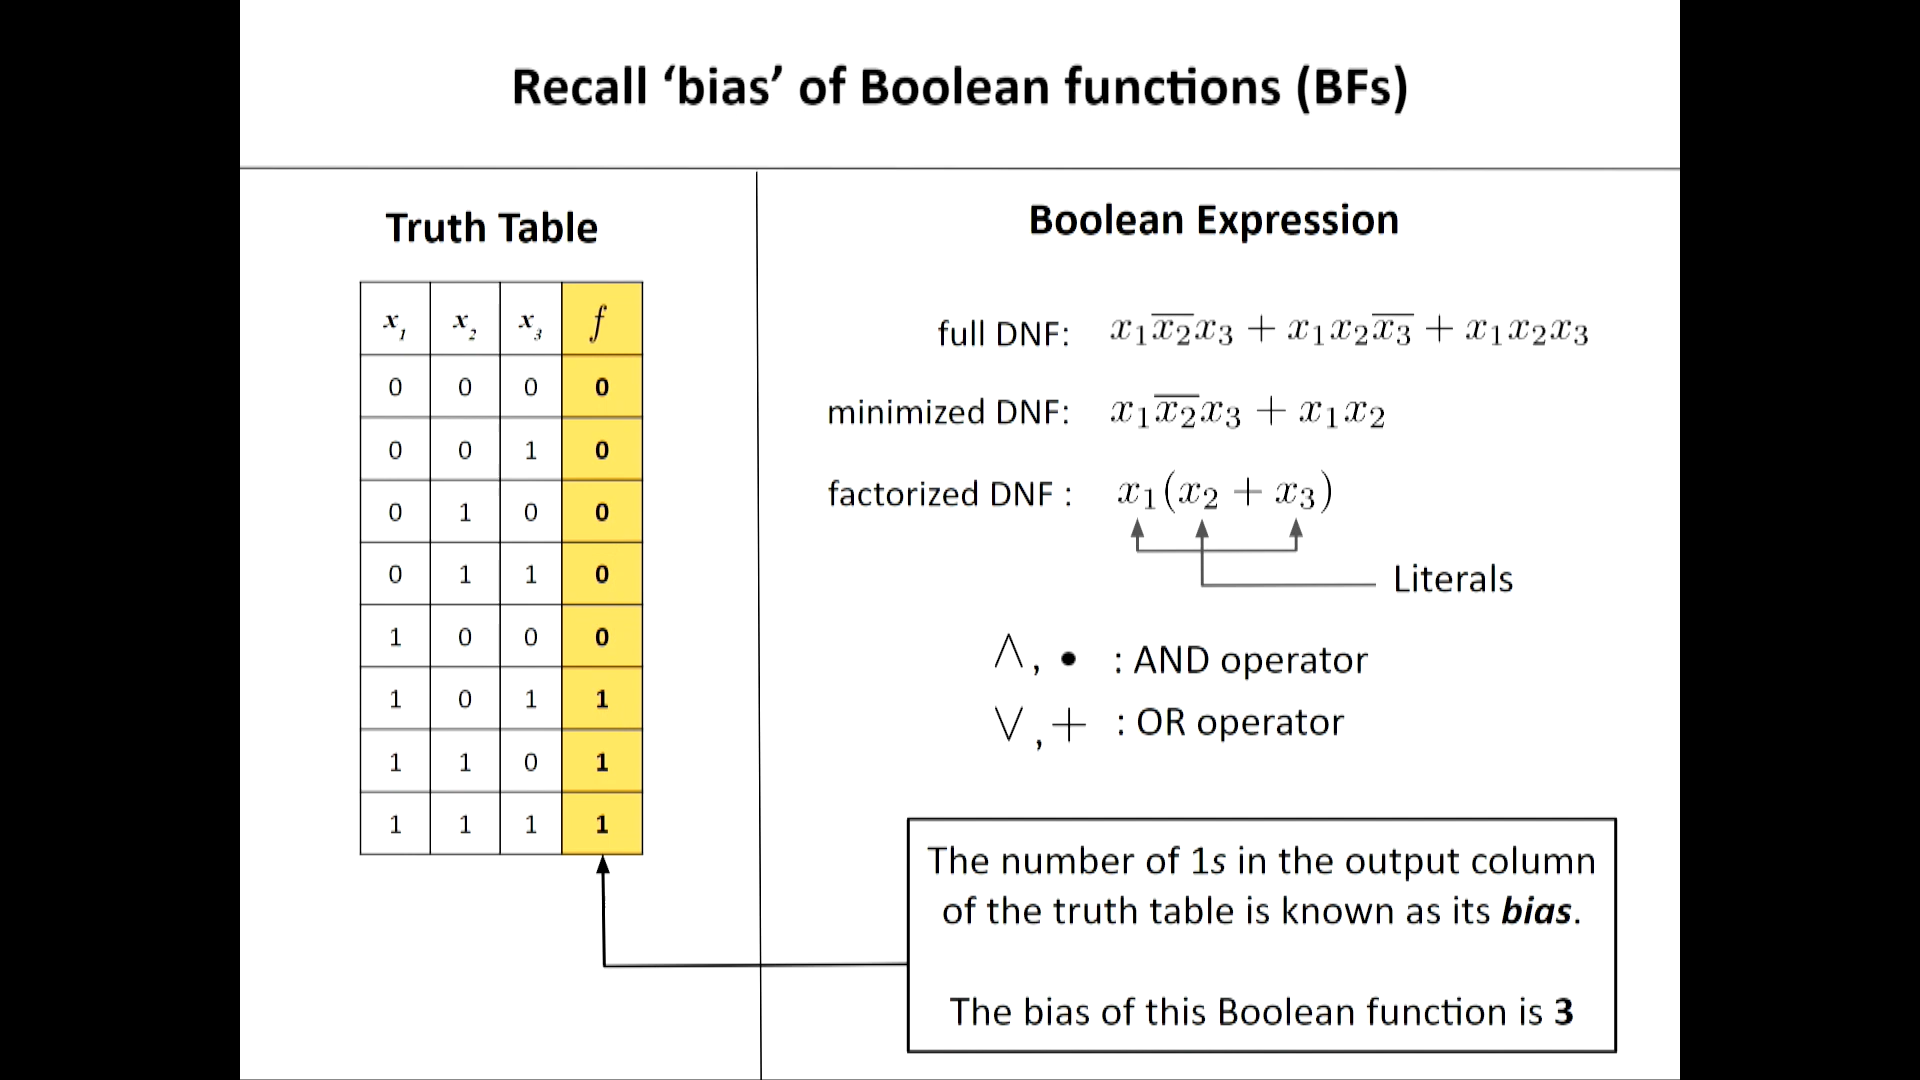 Recall ‘bias’ of Boolean functions (BFs)
Truth Table
x₁ x₂ x₃ f
0 0 0 0
0 0 1 0
0 1 0 0
0 1 1 0
1 0 0 0
1 0 1 1
1 1 0 1
1 1 1 1
Boolean Expression
full DNF: x₁x̅₂x₃ + x₁x₂x̅₃ + x₁x₂x₃
minimized DNF: x₁x̅₂x₃ + x₁x₂
factorized DNF : x₁(x₂ + x₃)
Literals
∧, • : AND operator
∨, + : OR operator
The number of 1s in the output column
of the truth table is known as its bias.
The bias of this Boolean function is 3